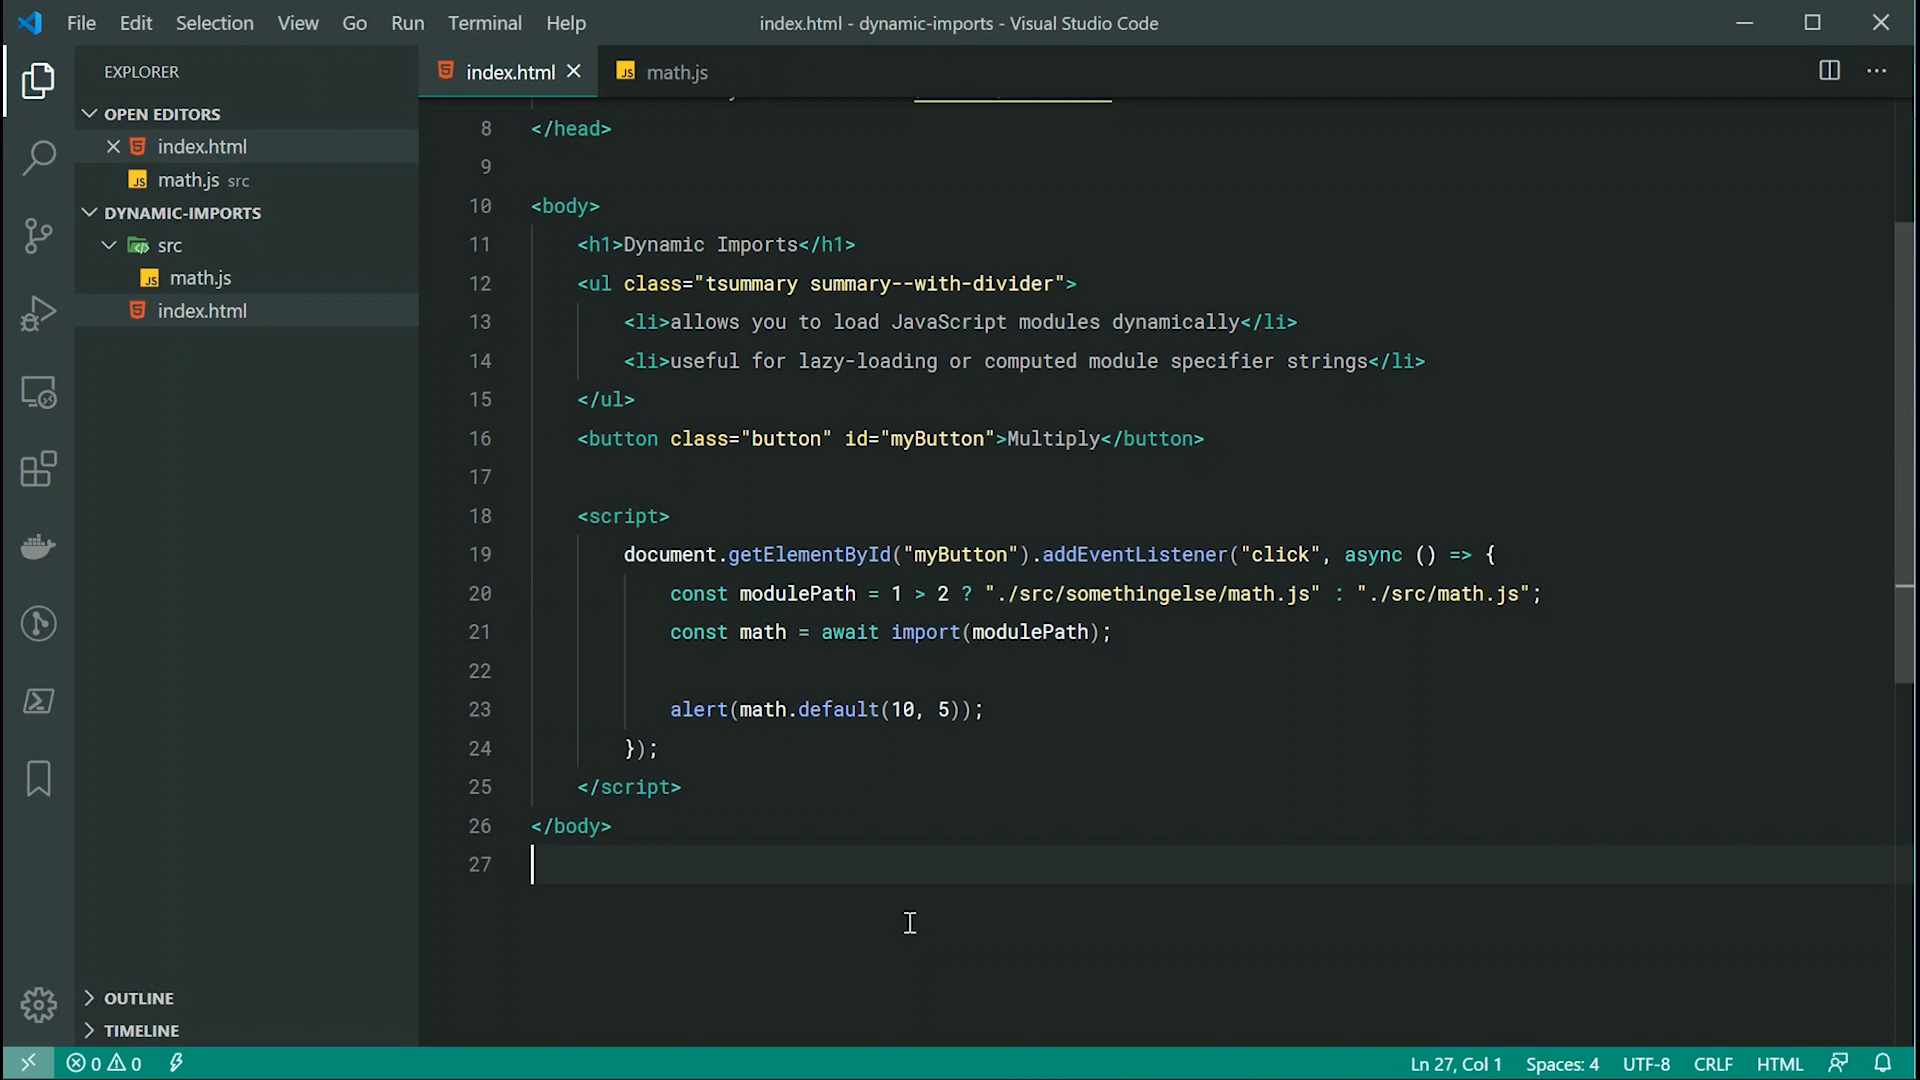 File Edit Selection View Go Run Terminal Help
index.html - dynamic-imports - Visual Studio Code
EXPLORER
OPEN EDITORS
index.html
math.js src
DYNAMIC-IMPORTS
src
math.js
index.html
OUTLINE
TIMELINE
index.html
math.js
8 </head>
9
10 <body>
11 <h1>Dynamic Imports</h1>
12 <ul class="tsummary summary--with-divider">
13 <li>allows you to load JavaScript modules dynamically</li>
14 <li>useful for lazy-loading or computed module specifier strings</li>
15 </ul>
16 <button class="button" id="myButton">Multiply</button>
17
18 <script>
19 document.getElementById("myButton").addEventListener("click", async () => {
20 const modulePath = 1 > 2 ? "./src/somethingelse/math.js" : "./src/math.js";
21 const math = await import(modulePath);
22
23 alert(math.default(10, 5));
24 });
25 </script>
26 </body>
27
0 0
Ln 27, Col 1 Spaces: 4 UTF-8 CRLF HTML